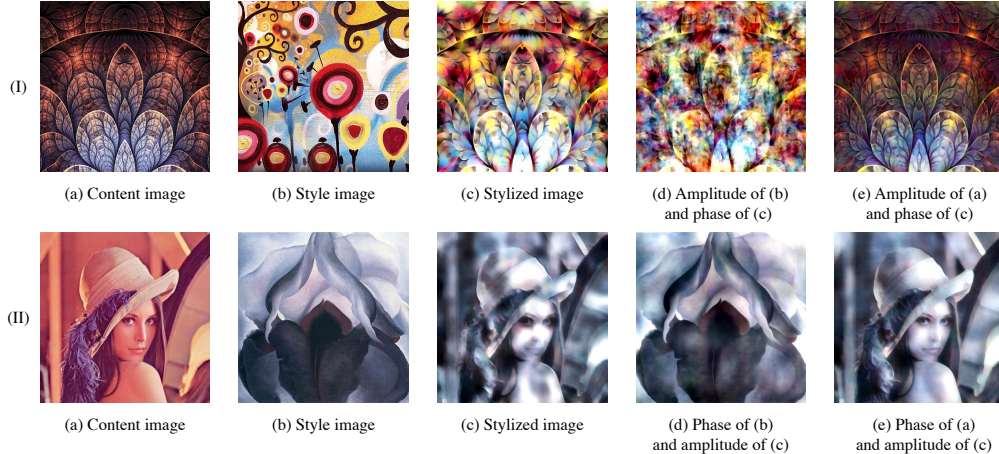 (I)
(a) Content image
(b) Style image
(c) Stylized image
(d) Amplitude of (b)
and phase of (c)
(e) Amplitude of (a)
and phase of (c)
(II)
(a) Content image
(b) Style image
(c) Stylized image
(d) Phase of (b)
and amplitude of (c)
(e) Phase of (a)
and amplitude of (c)